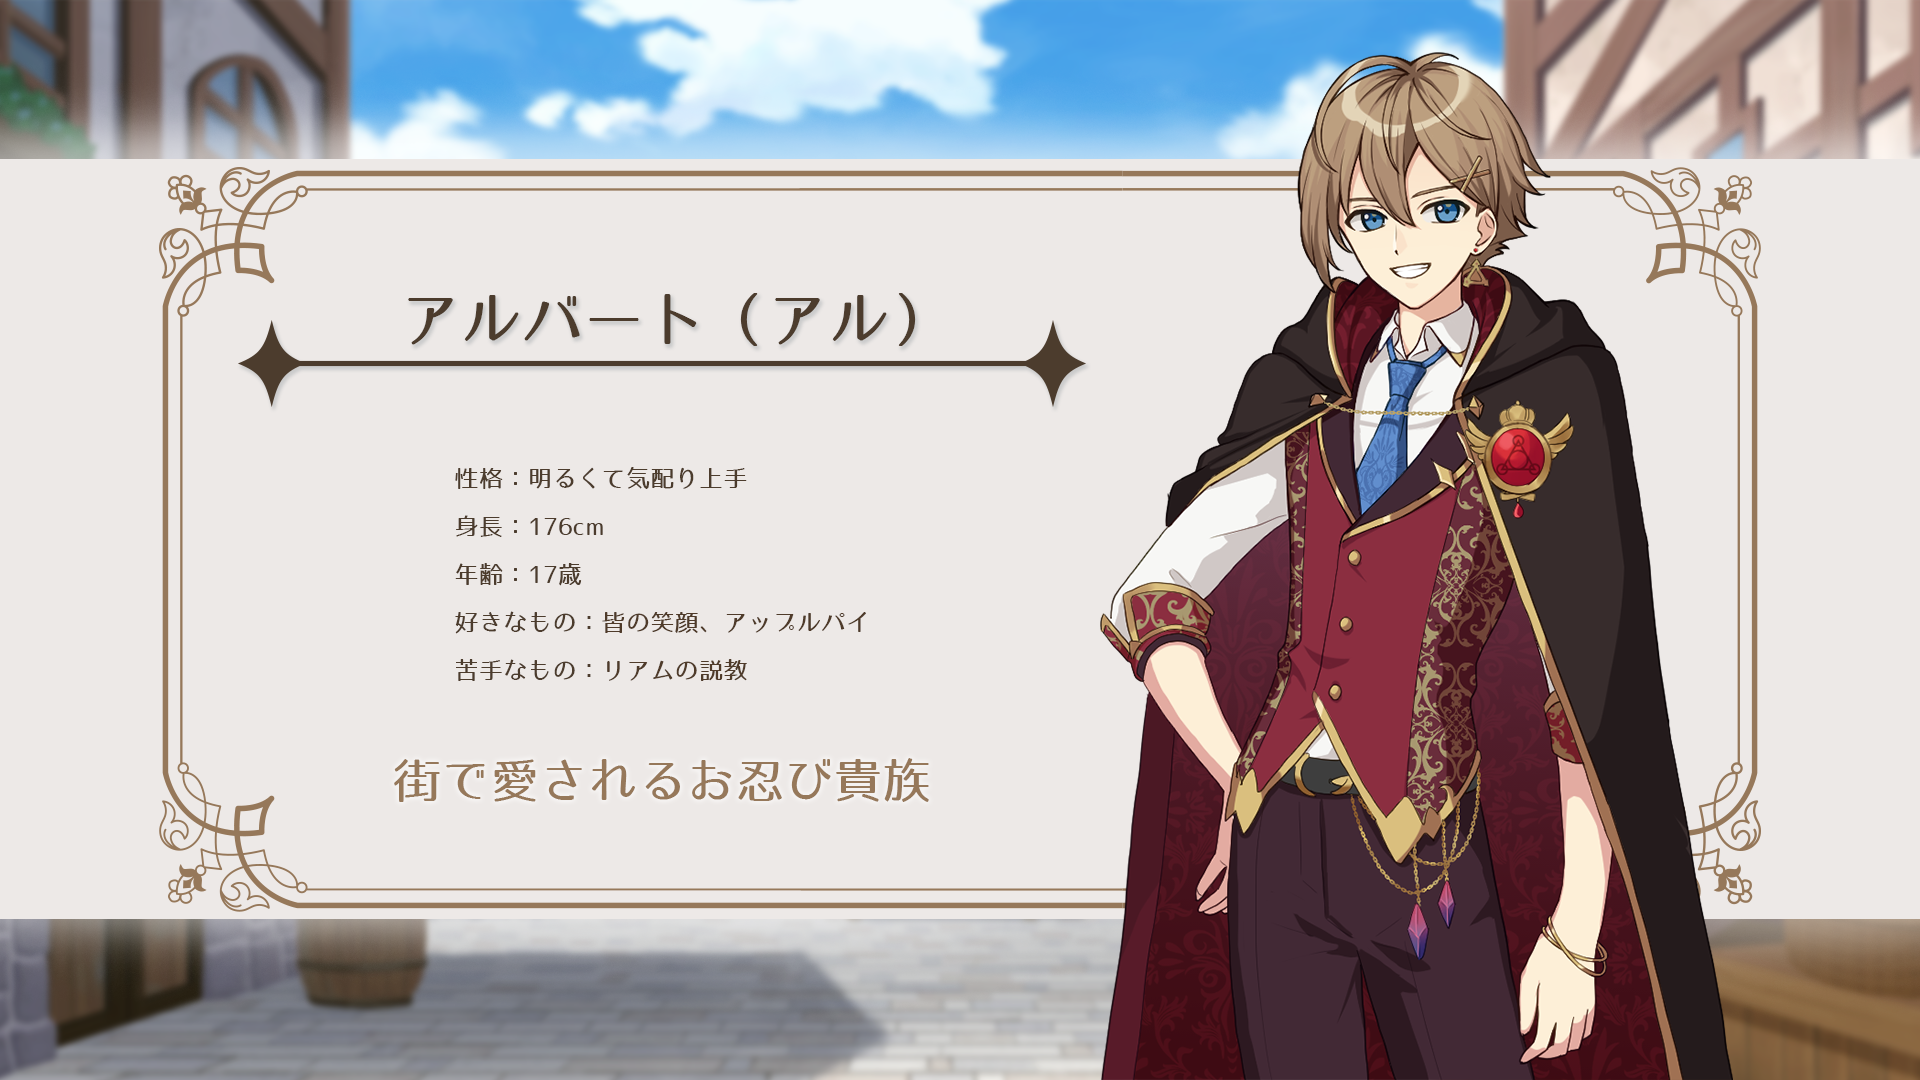 アルバート（アル）
性格：明るくて気配り上手
身長：176cm
年齢：17歳
好きなもの：皆の笑顔、アップルパイ
苦手なもの：リアムの説教
街で愛されるお忍び貴族